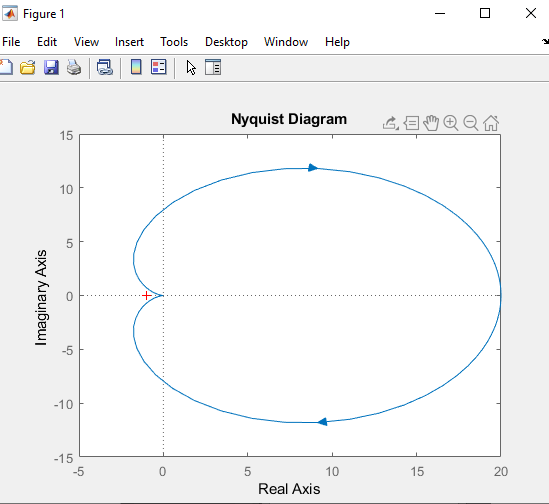 Figure 1
File Edit View Insert Tools Desktop Window Help
Nyquist Diagram
15
10
5
0
-5
-10
-15
Imaginary Axis
-5 0 5 10 15 20
Real Axis